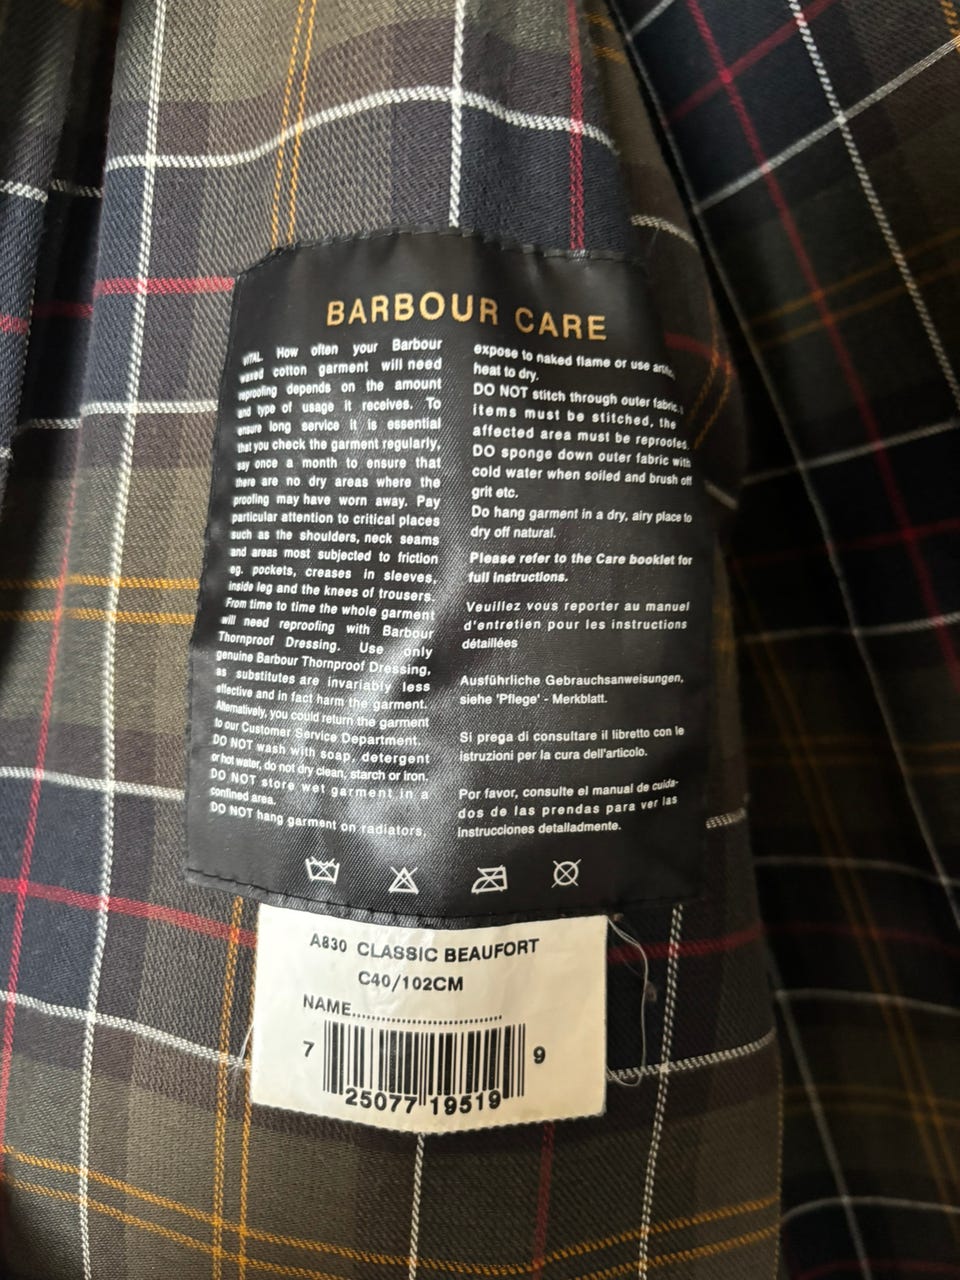 BARBOUR CARE
VITAL. How often your Barbour
waxed cotton garment will need
reproofing depends on the amount
and type of usage it receives. To
ensure long service it is essential
that you check the garment regularly,
say once a month to ensure that
there are no dry areas where the
proofing may have worn away. Pay
particular attention to critical places
such as the shoulders, neck seams
and areas most subjected to friction
eg. pockets, creases in sleeves,
inside leg and the knees of trousers.
From time to time the whole garment
will need reproofing with Barbour
Thornproof Dressing. Use only
genuine Barbour Thornproof Dressing,
as substitutes are invariably less
effective and in fact harm the garment.
Alternatively, you could return the garment
to our Customer Service Department.
DO NOT wash with soap, detergent
or hot water, do not dry clean, starch or iron.
DO NOT store wet garment in a
confined area.
DO NOT hang garment on radiators,
expose to naked flame or use
heat to dry.
DO NOT stitch through outer fabric,
items must be stitched, the
affected area must be reproofed.
DO sponge down outer fabric with
cold water when soiled and brush off
grit etc.
Do hang garment in a dry, airy place to
dry off natural.
Please refer to the Care booklet for
full instructions.
Veuillez vous reporter au manuel
d'entretien pour les instructions
détaillées
Ausführliche Gebrauchsanweisungen,
siehe 'Pflege' - Merkblatt.
Si prega di consultare il libretto con le
istruzioni per la cura dell'articolo.
Por favor, consulte el manual de cuida-
dos de las prendas para ver las
instrucciones detalladmente.
A830 CLASSIC BEAUFORT
C40/102CM
NAME..............................
7 25077 19519 9